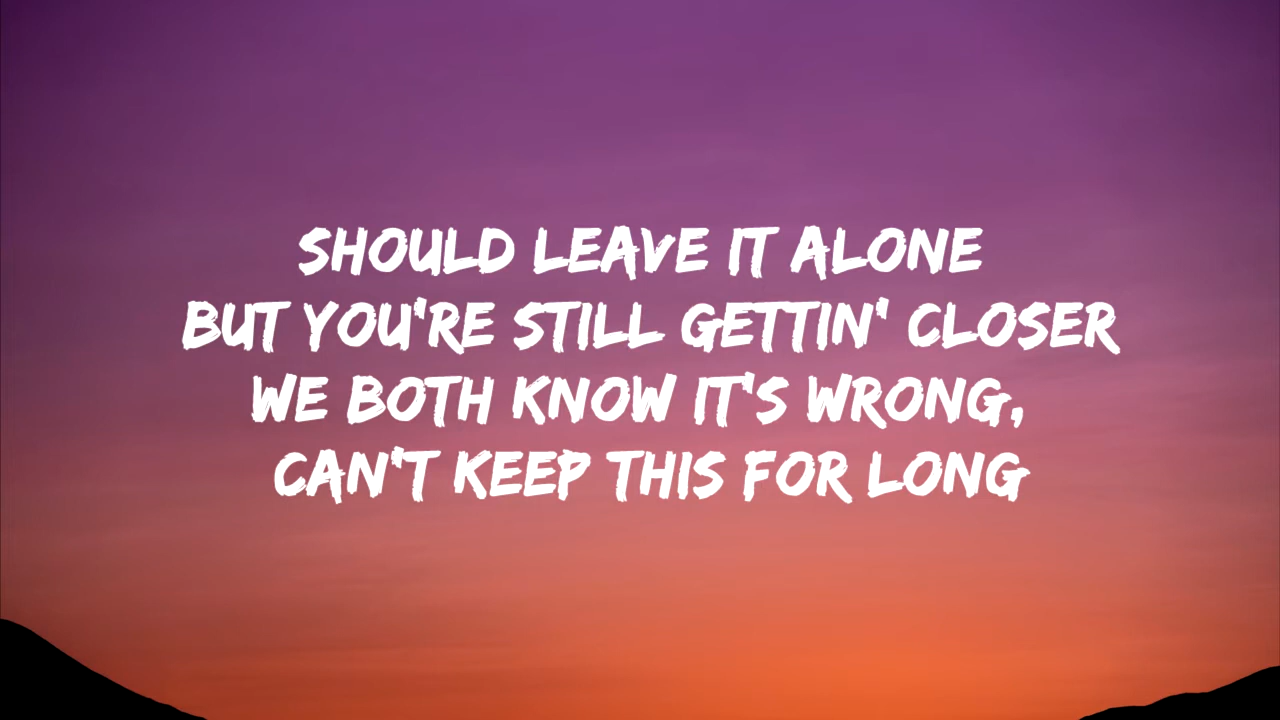 SHOULD LEAVE IT ALONE
BUT YOU'RE STILL GETTIN' CLOSER
WE BOTH KNOW IT'S WRONG,
CAN'T KEEP THIS FOR LONG